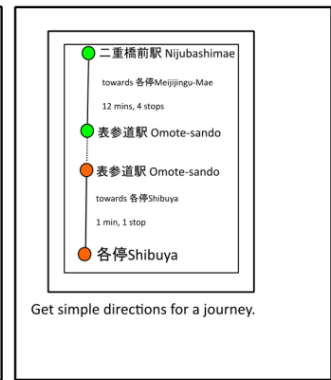 二重橋前駅 Nijubashimae
towards 各停Meijijingu-Mae
12 mins, 4 stops
表参道駅 Omote-sando
表参道駅 Omote-sando
towards 各停Shibuya
1 min, 1 stop
各停Shibuya
Get simple directions for a journey.